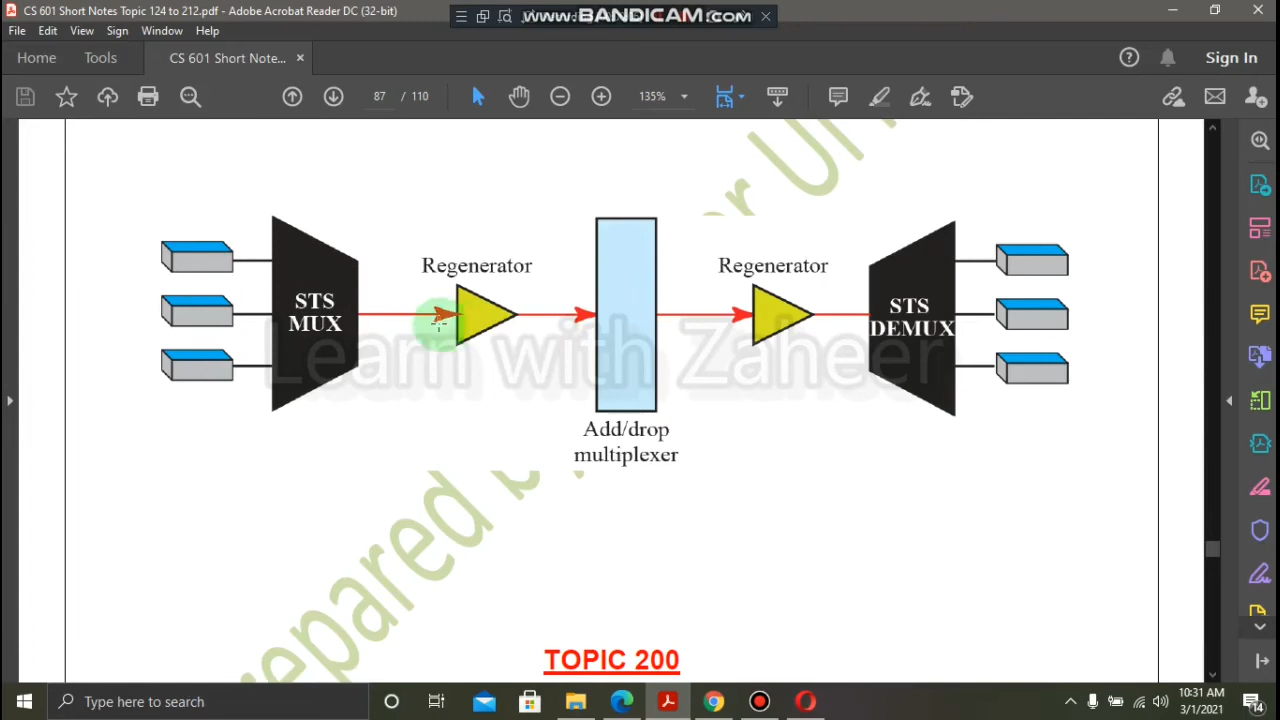 CS 601 Short Notes Topic 124 to 212.pdf - Adobe Acrobat Reader DC (32-bit)
www.BANDICAM.com
File Edit View Sign Window Help
Home Tools CS 601 Short Note... × Sign In
87 / 110 135%
Regenerator Regenerator
STS
MUX
STS
DEMUX
Learn with Zaheer
Add/drop
multiplexer
repared by
TOPIC 200
Type here to search
10:31 AM
3/1/2021
14